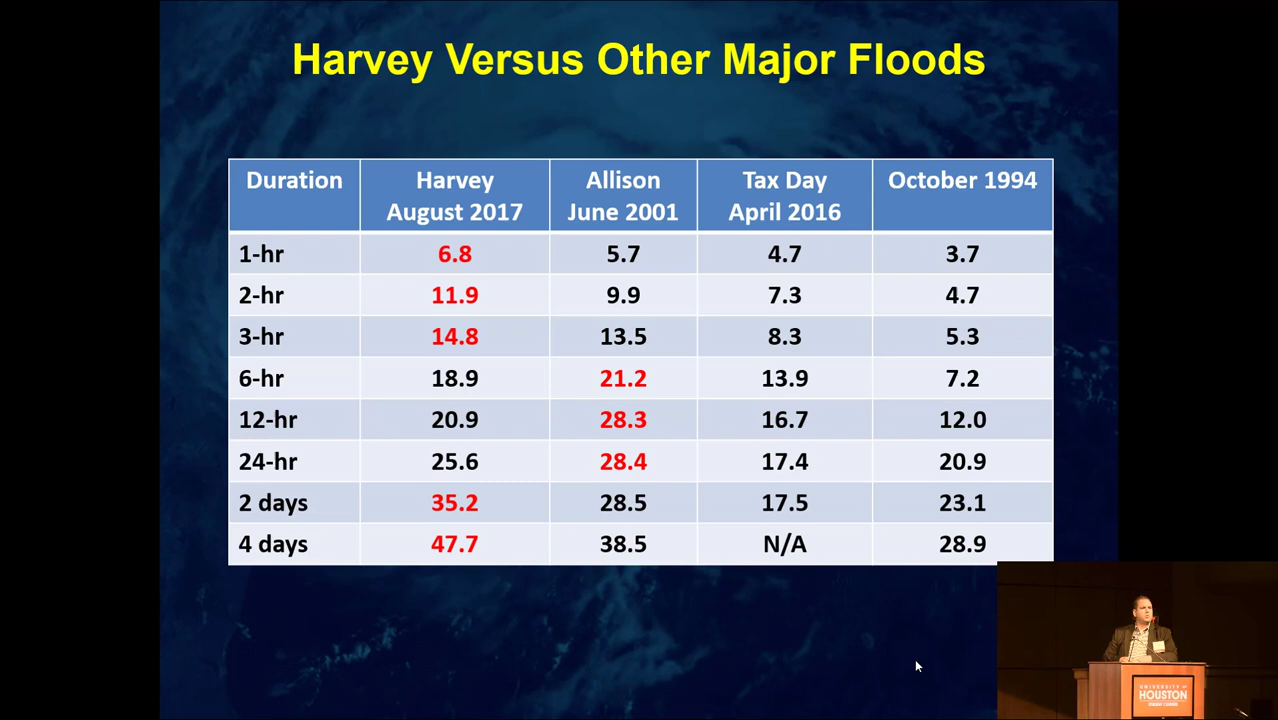 Harvey Versus Other Major Floods
Duration Harvey August 2017 Allison June 2001 Tax Day April 2016 October 1994
1-hr 6.8 5.7 4.7 3.7
2-hr 11.9 9.9 7.3 4.7
3-hr 14.8 13.5 8.3 5.3
6-hr 18.9 21.2 13.9 7.2
12-hr 20.9 28.3 16.7 12.0
24-hr 25.6 28.4 17.4 20.9
2 days 35.2 28.5 17.5 23.1
4 days 47.7 38.5 N/A 28.9
UNIVERSITY of
HOUSTON